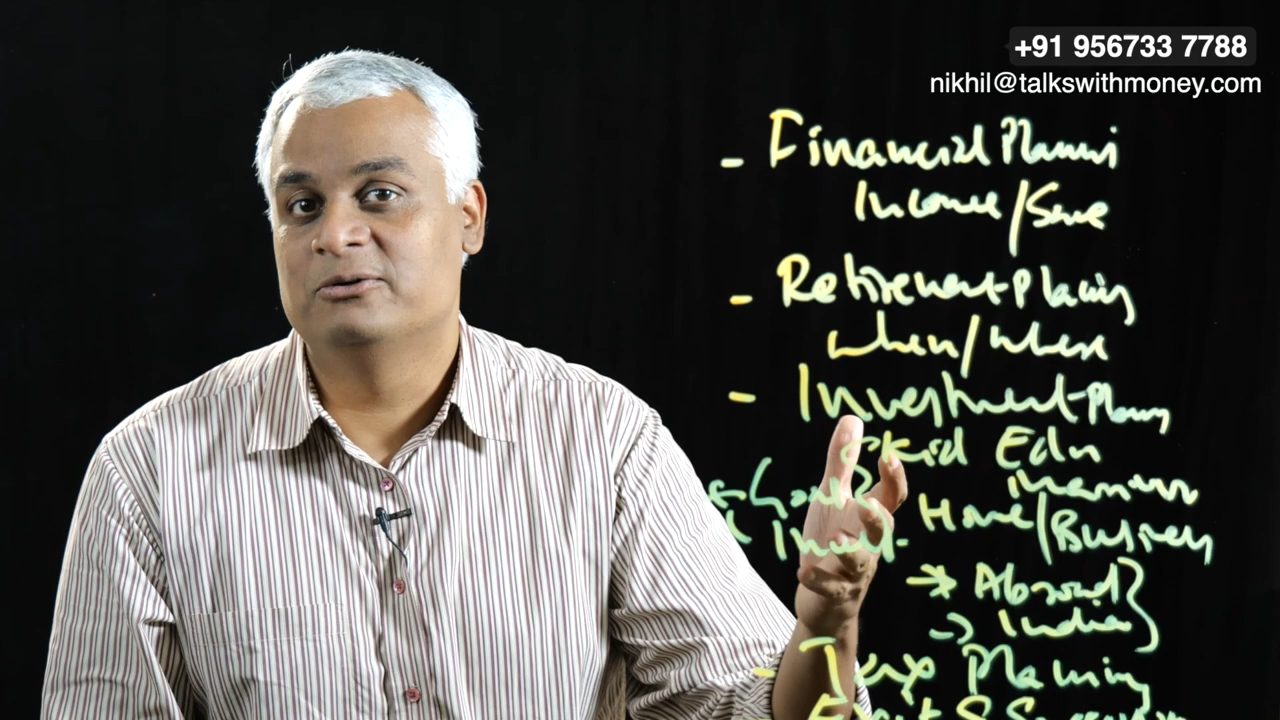 +91 956733 7788
nikhil@talkswithmoney.com
- Financial Planning
Income/Save
- Retirement Planning
when/where
- Investment Planning
Kid Edn
Home/Business
→ Abroad }
→ India
- Tax Planning